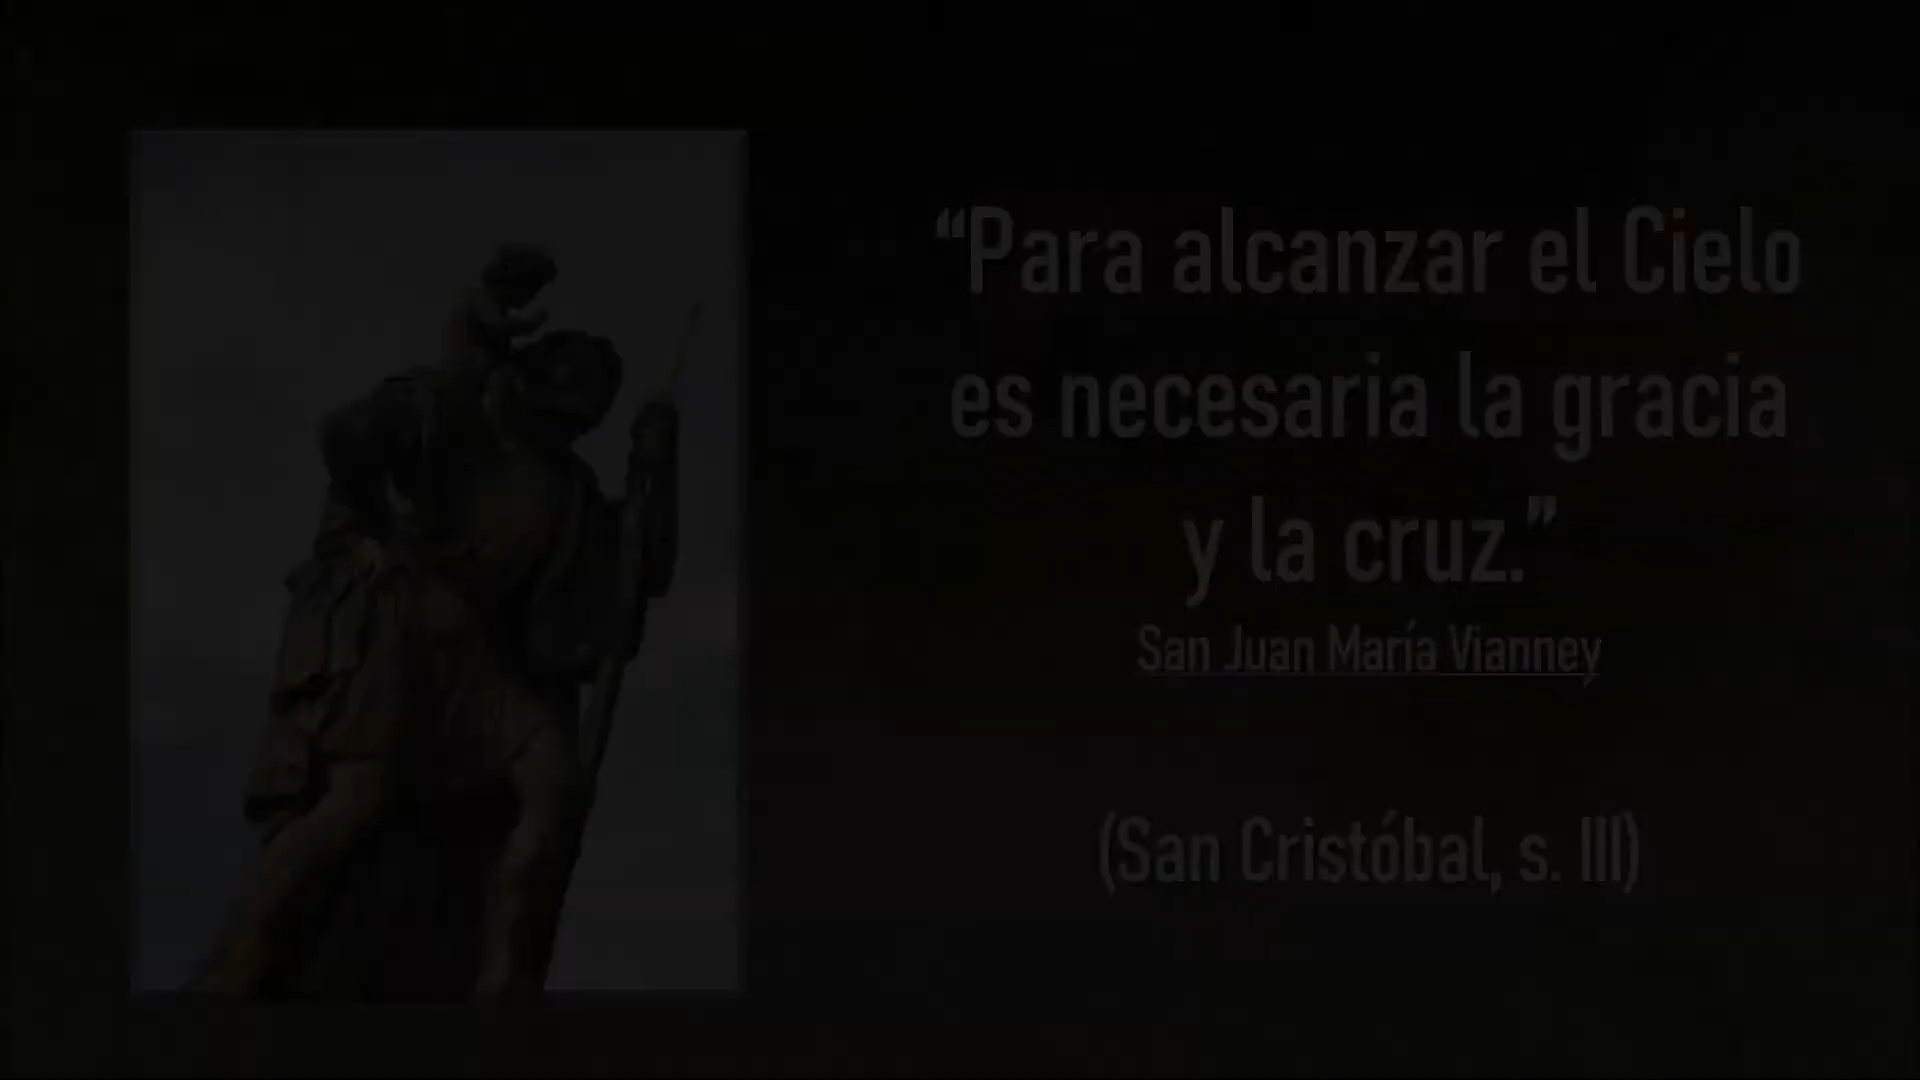 “Para alcanzar el Cielo
es necesaria la gracia
y la cruz.”
San Juan María Vianney
(San Cristóbal, s. III)